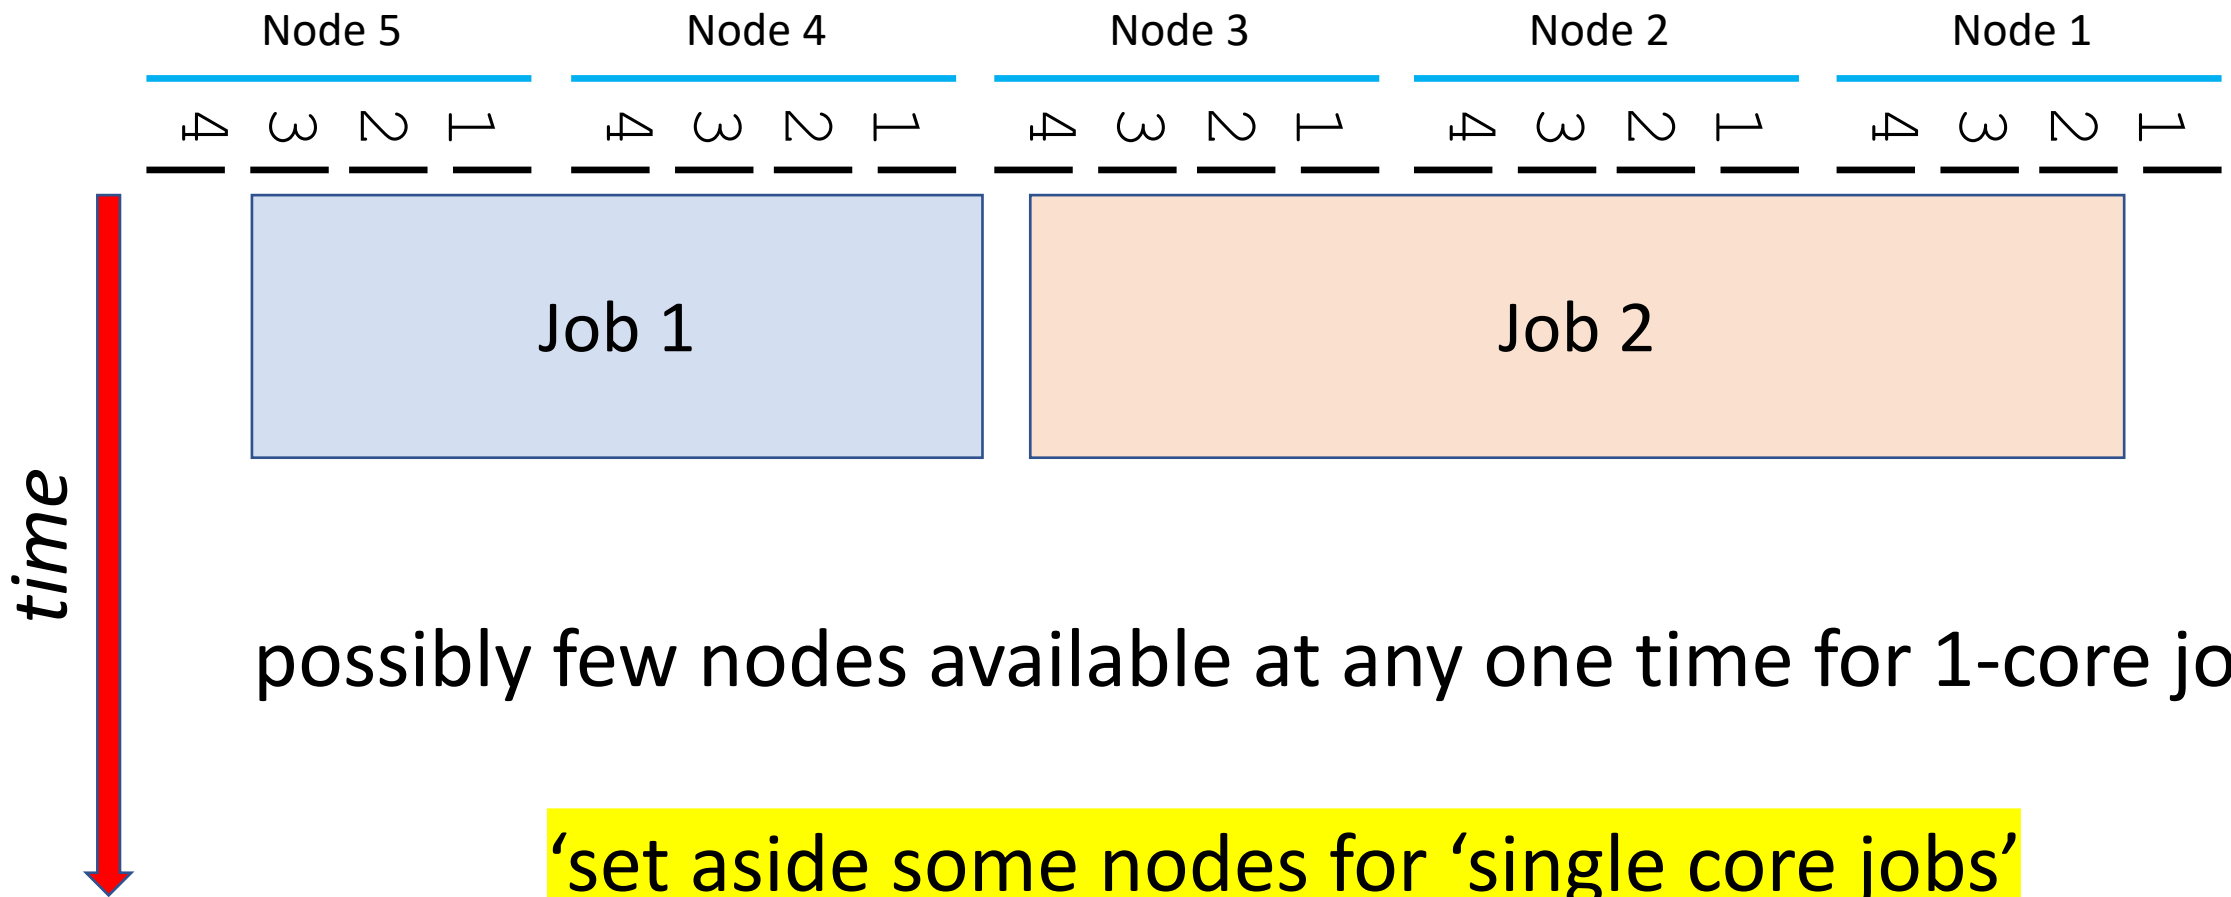 Node 5 Node 4 Node 3 Node 2 Node 1
4 3 2 1 4 3 2 1 4 3 2 1 4 3 2 1 4 3 2 1
Job 1 Job 2
time
possibly few nodes available at any one time for 1-core jo
‘set aside some nodes for ‘single core jobs’